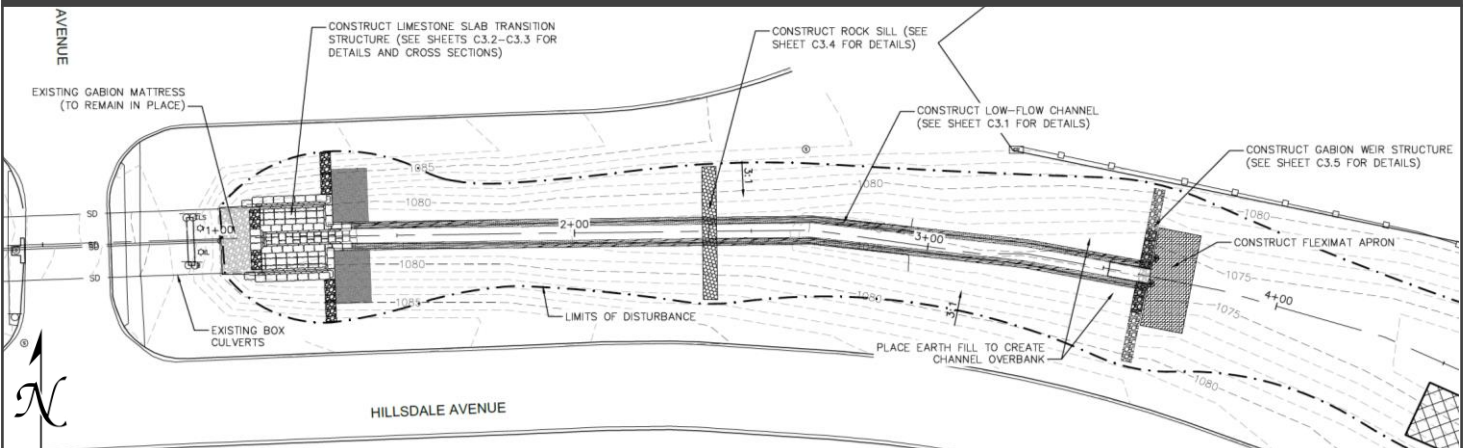 AVENUE
CONSTRUCT LIMESTONE SLAB TRANSITION
STRUCTURE (SEE SHEETS C3.2-C3.3 FOR
DETAILS AND CROSS SECTIONS)
CONSTRUCT ROCK SILL (SEE
SHEET C3.4 FOR DETAILS)
EXISTING GABION MATTRESS
(TO REMAIN IN PLACE)
CONSTRUCT LOW-FLOW CHANNEL
(SEE SHEET C3.1 FOR DETAILS)
CONSTRUCT GABION WEIR STRUCTURE
(SEE SHEET C3.5 FOR DETAILS)
1085
3:1
1080
1080
1080
SD
1+00
2+00
3+00
CONSTRUCT FLEXIMAT APRON
SD
SD
1080
1075
4+00
1085
1080
1075
3:1
LIMITS OF DISTURBANCE
EXISTING BOX
CULVERTS
PLACE EARTH FILL TO CREATE
CHANNEL OVERBANK
1080
N
HILLSDALE AVENUE